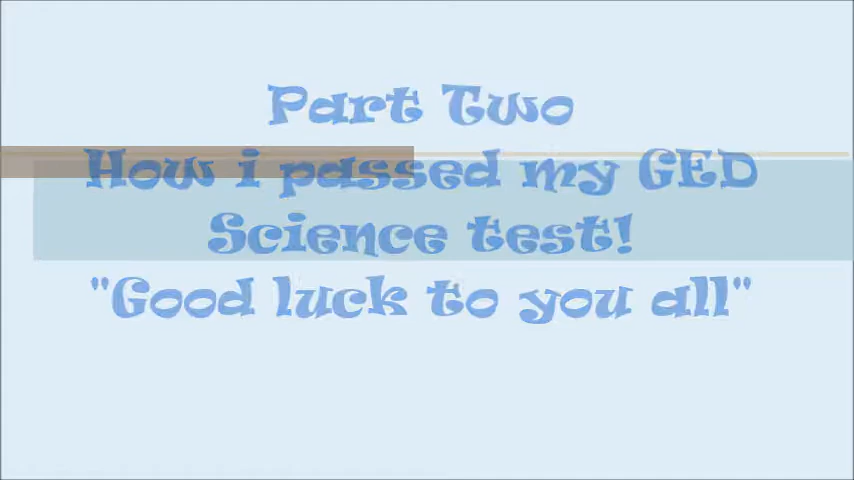 Part Two
How i passed my GED
Science test!
"Good luck to you all"